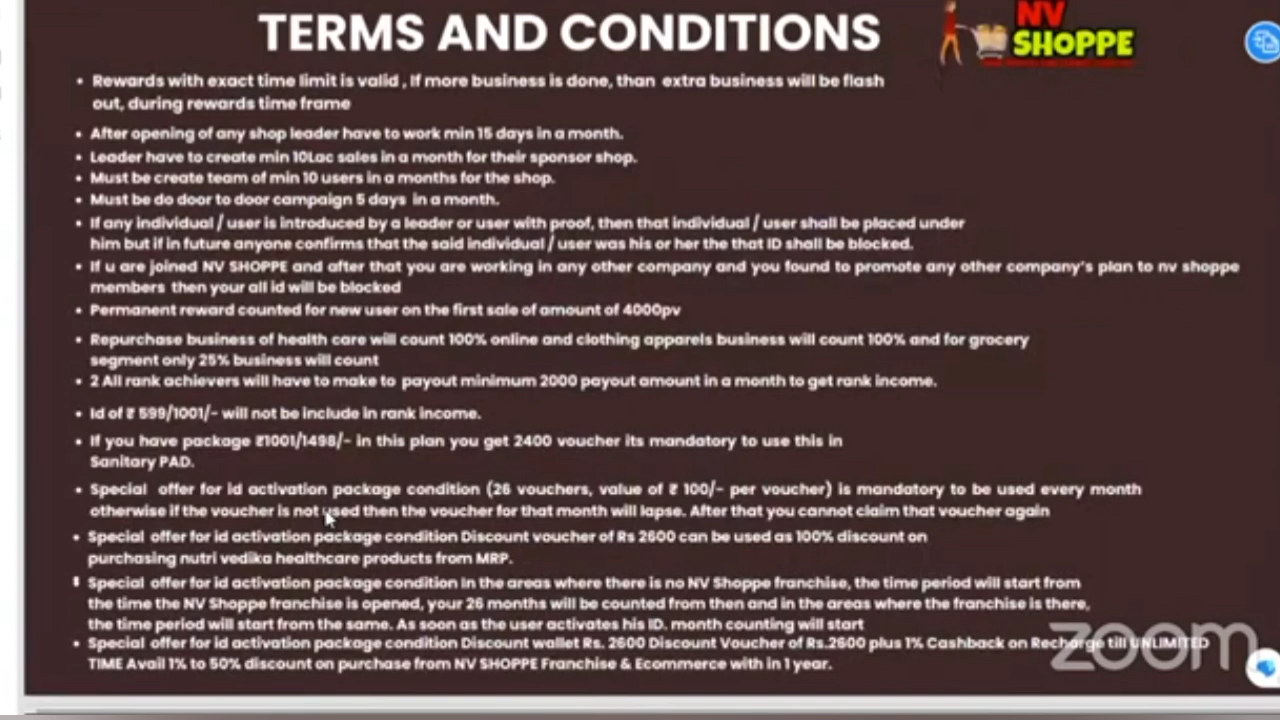 TERMS AND CONDITIONS
NV
SHOPPE
• Rewards with exact time limit is valid , If more business is done, than extra business will be flash
out, during rewards time frame
• After opening of any shop leader have to work min 15 days in a month.
• Leader have to create min 10Lac sales in a month for their sponsor shop.
• Must be create team of min 10 users in a months for the shop.
• Must be do door to door campaign 5 days in a month.
• If any individual / user is introduced by a leader or user with proof, then that individual / user shall be placed under
him but if in future anyone confirms that the said individual / user was his or her the that ID shall be blocked.
• If u are joined NV SHOPPE and after that you are working in any other company and you found to promote any other company's plan to nv shoppe
members then your all id will be blocked
• Permanent reward counted for new user on the first sale of amount of 4000pv
• Repurchase business of health care will count 100% online and clothing apparels business will count 100% and for grocery
segment only 25% business will count
• 2 All rank achievers will have to make to payout minimum 2000 payout amount in a month to get rank income.
• Id of ₹ 599/1001/- will not be include in rank income.
• If you have package ₹1001/1498/- in this plan you get 2400 voucher its mandatory to use this in
Sanitary PAD.
• Special offer for id activation package condition (26 vouchers, value of ₹ 100/- per voucher) is mandatory to be used every month
otherwise if the voucher is not used then the voucher for that month will lapse. After that you cannot claim that voucher again
• Special offer for id activation package condition Discount voucher of Rs 2600 can be used as 100% discount on
purchasing nutri vedika healthcare products from MRP.
• Special offer for id activation package condition In the areas where there is no NV Shoppe franchise, the time period will start from
the time the NV Shoppe franchise is opened, your 26 months will be counted from then and in the areas where the franchise is there,
the time period will start from the same. As soon as the user activates his ID. month counting will start
• Special offer for id activation package condition Discount wallet Rs. 2600 Discount Voucher of Rs.2600 plus 1% Cashback on Recharge till UNLIMITED
TIME Avail 1% to 50% discount on purchase from NV SHOPPE Franchise & Ecommerce with in 1 year.
zoom